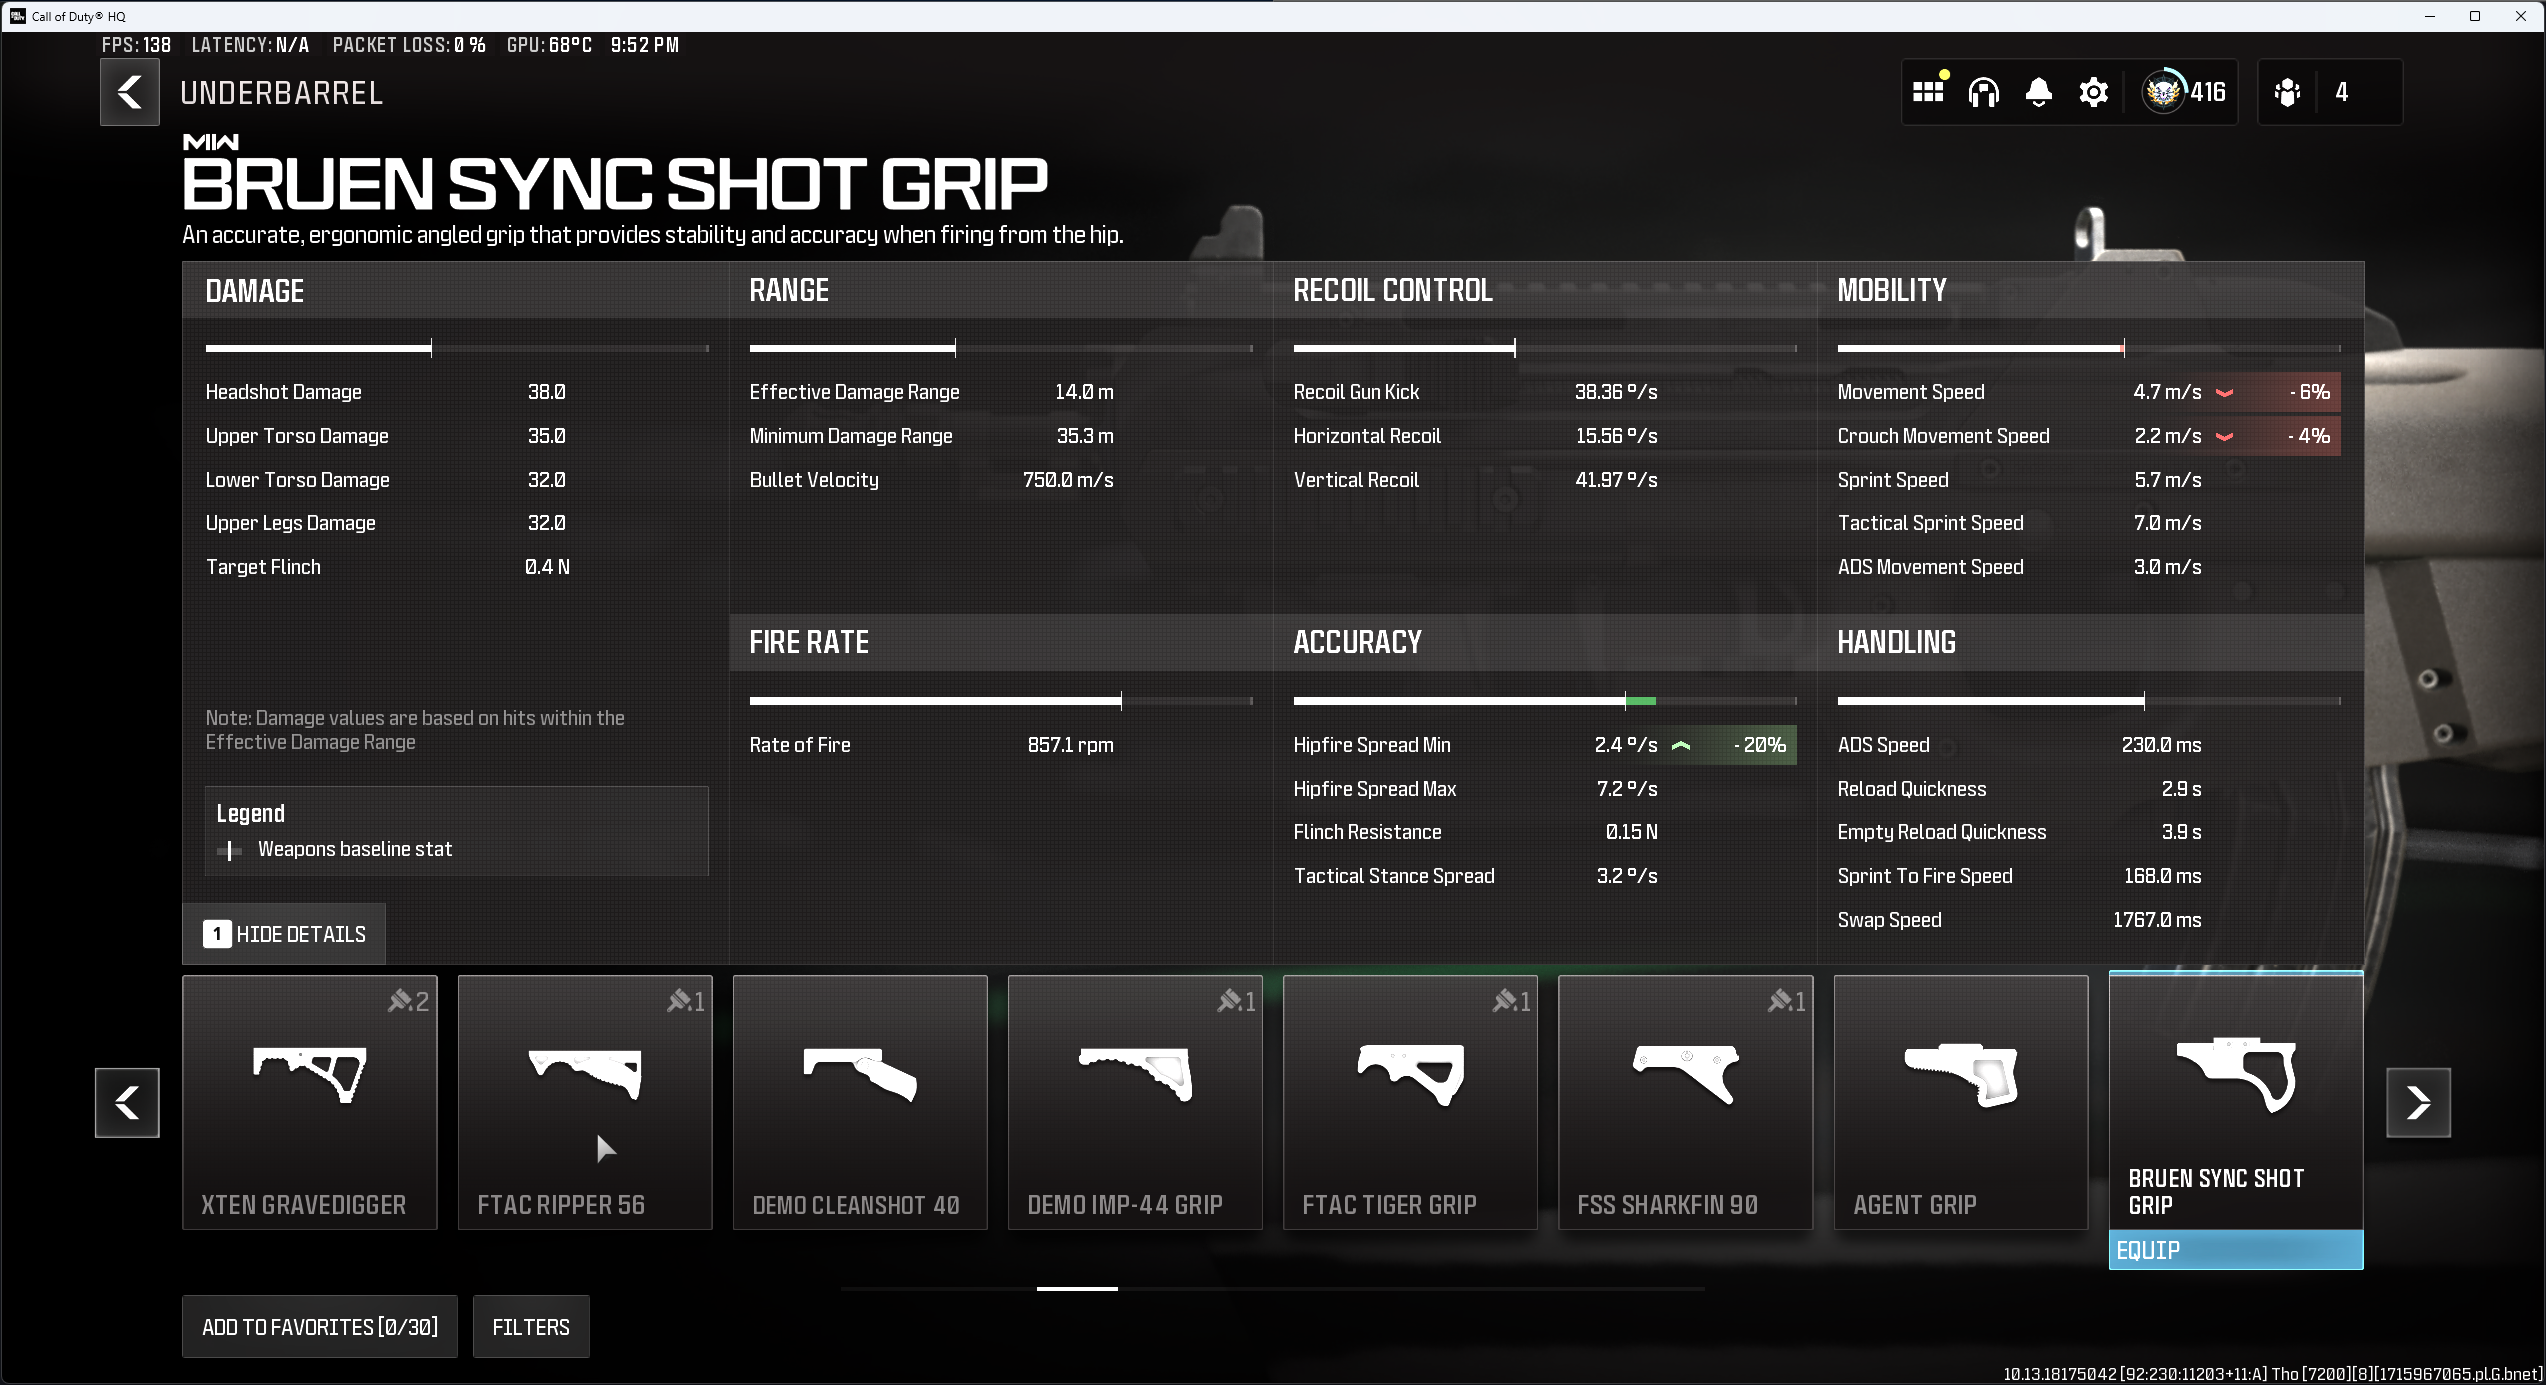 Call of Duty® HQ
FPS: 138 LATENCY: N/A PACKET LOSS: 0 % GPU: 68°C 9:52 PM
UNDERBARREL
416
4
MW
BRUEN SYNC SHOT GRIP
An accurate, ergonomic angled grip that provides stability and accuracy when firing from the hip.
DAMAGE
Headshot Damage 38.0
Upper Torso Damage 35.0
Lower Torso Damage 32.0
Upper Legs Damage 32.0
Target Flinch 0.4 N
Note: Damage values are based on hits within the
Effective Damage Range
Legend
Weapons baseline stat
1 HIDE DETAILS
RANGE
Effective Damage Range 14.0 m
Minimum Damage Range 35.3 m
Bullet Velocity 750.0 m/s
FIRE RATE
Rate of Fire 857.1 rpm
RECOIL CONTROL
Recoil Gun Kick 38.36 º/s
Horizontal Recoil 15.56 º/s
Vertical Recoil 41.97 º/s
ACCURACY
Hipfire Spread Min 2.4 º/s - 20%
Hipfire Spread Max 7.2 º/s
Flinch Resistance 0.15 N
Tactical Stance Spread 3.2 º/s
MOBILITY
Movement Speed 4.7 m/s - 6%
Crouch Movement Speed 2.2 m/s - 4%
Sprint Speed 5.7 m/s
Tactical Sprint Speed 7.0 m/s
ADS Movement Speed 3.0 m/s
HANDLING
ADS Speed 230.0 ms
Reload Quickness 2.9 s
Empty Reload Quickness 3.9 s
Sprint To Fire Speed 168.0 ms
Swap Speed 1767.0 ms
2
XTEN GRAVEDIGGER
1
FTAC RIPPER 56
DEMO CLEANSHOT 40
1
DEMO IMP-44 GRIP
1
FTAC TIGER GRIP
1
FSS SHARKFIN 90
AGENT GRIP
BRUEN SYNC SHOT
GRIP
EQUIP
ADD TO FAVORITES [0/30] FILTERS
10.13.18175042 [92:230:11203+11:A] Tho [7200][8][1715967065.pl.G.bnet]